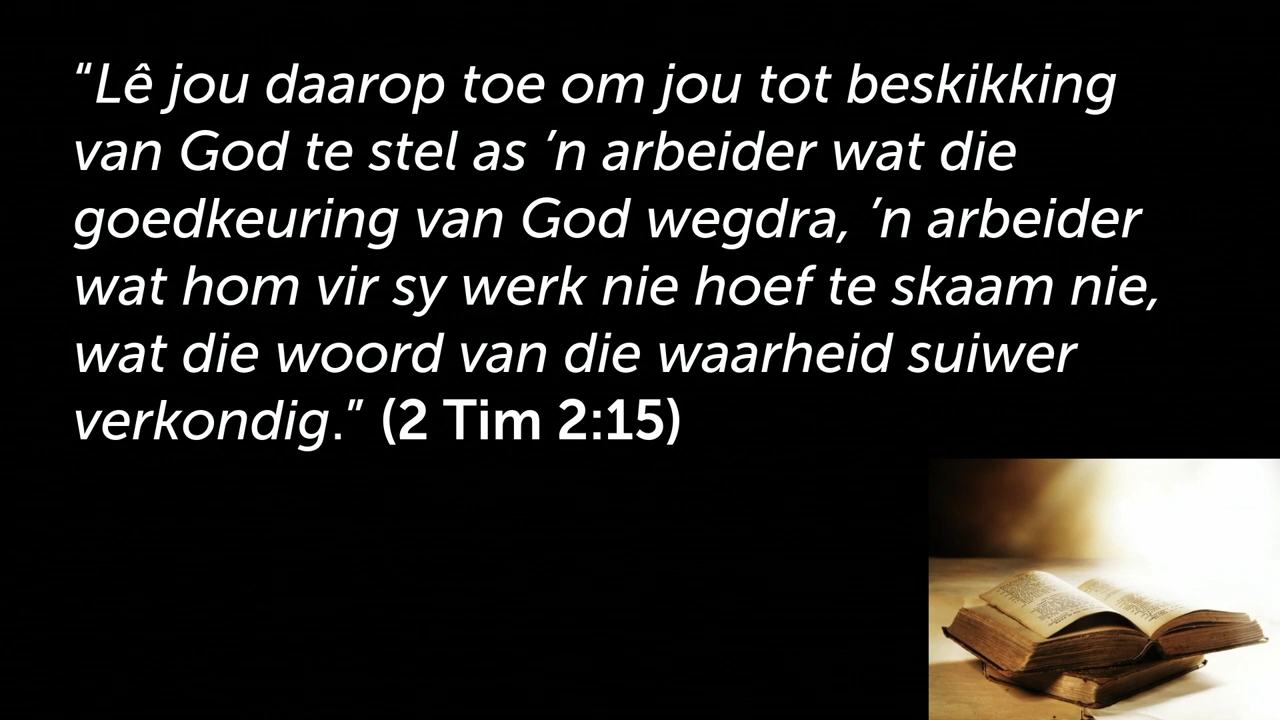 “Lê jou daarop toe om jou tot beskikking
van God te stel as ’n arbeider wat die
goedkeuring van God wegdra, ’n arbeider
wat hom vir sy werk nie hoef te skaam nie,
wat die woord van die waarheid suiwer
verkondig.” (2 Tim 2:15)